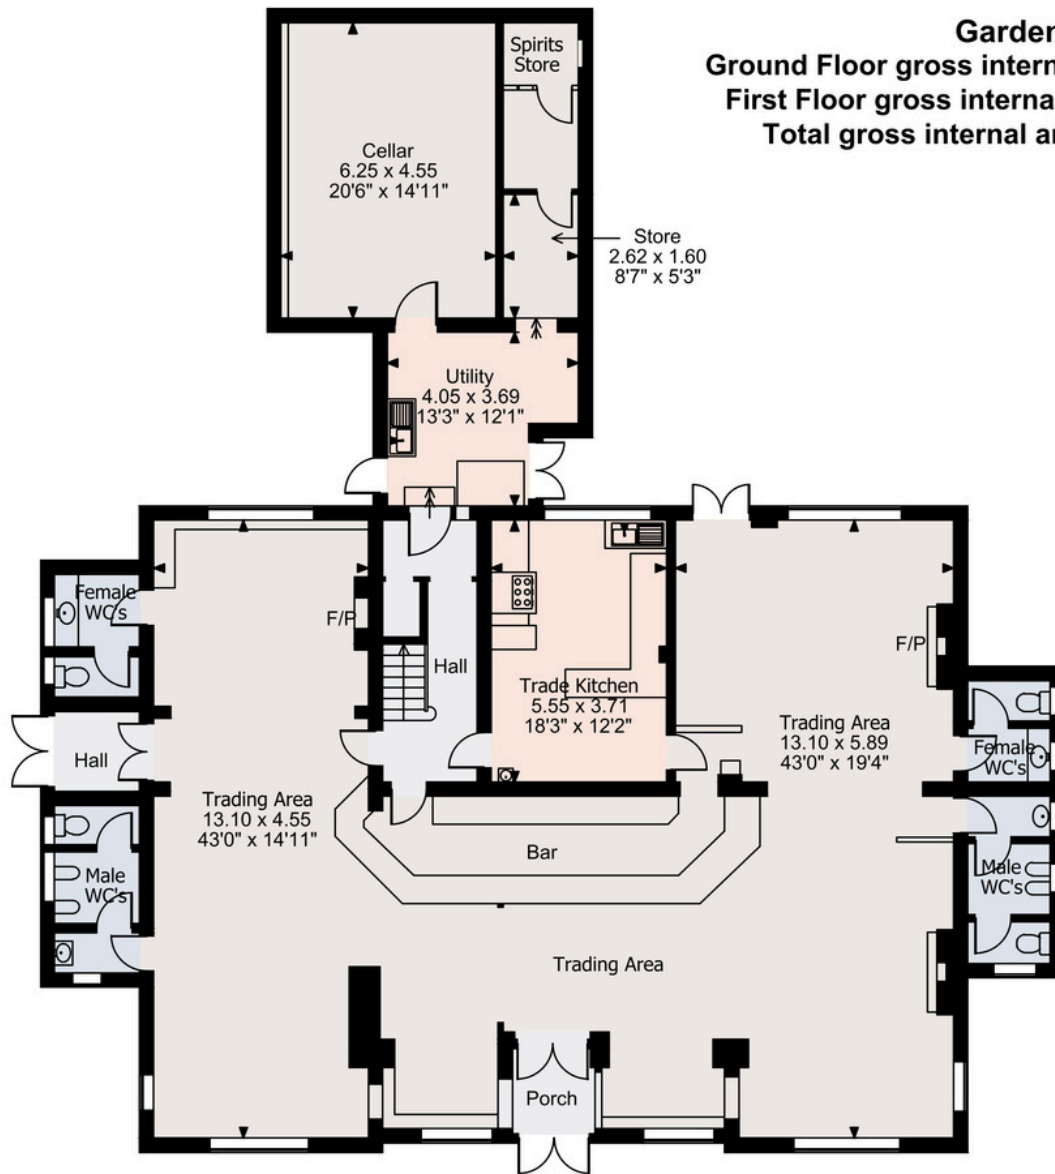 Garden
Ground Floor gross intern
First Floor gross interna
Total gross internal a
Spirits
Store
Cellar
6.25 x 4.55
20'6" x 14'11"
Store
2.62 x 1.60
8'7" x 5'3"
Utility
4.05 x 3.69
13'3" x 12'1"
Female
WC's
F/P
Hall
Trade Kitchen
5.55 x 3.71
18'3" x 12'2"
F/P
Trading Area
13.10 x 5.89
43'0" x 19'4"
Female
WC's
Hall
Trading Area
13.10 x 4.55
43'0" x 14'11"
Bar
Male
WC's
Male
WC's
Trading Area
Porch